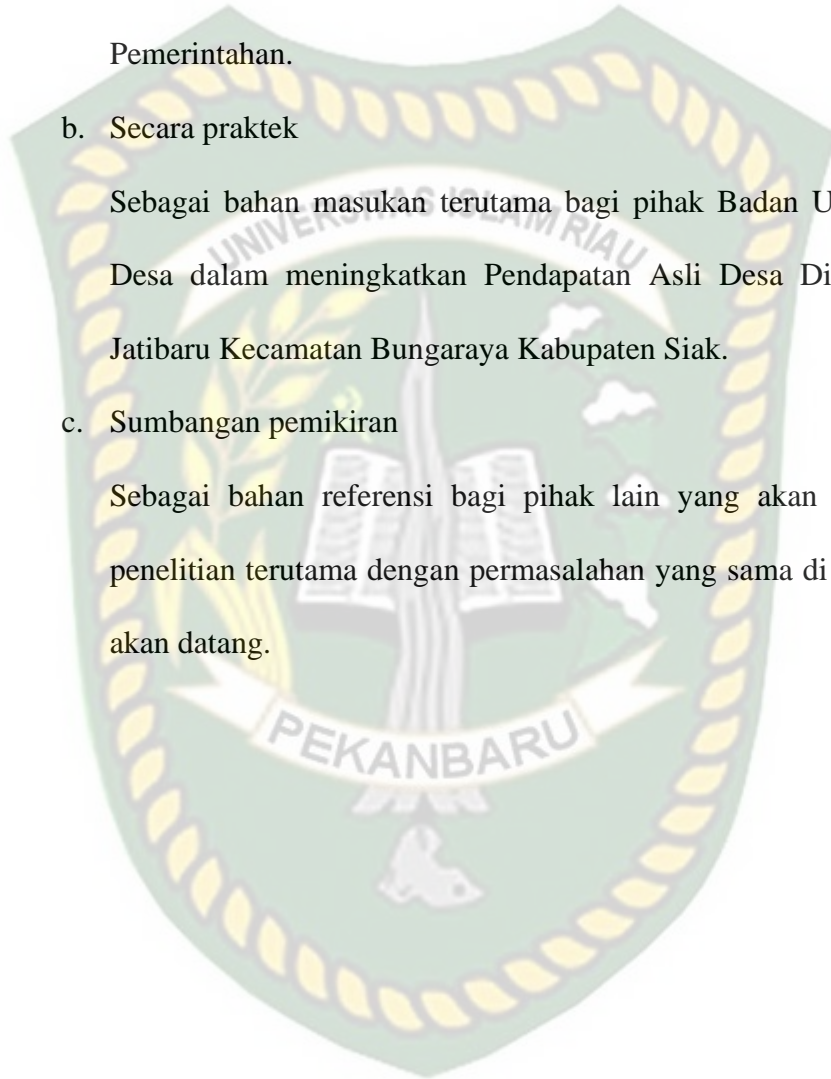 Pemerintahan.
b. Secara praktek
Sebagai bahan masukan terutama bagi pihak Badan U
Desa dalam meningkatkan Pendapatan Asli Desa Di
Jatibaru Kecamatan Bungaraya Kabupaten Siak.
c. Sumbangan pemikiran
Sebagai bahan referensi bagi pihak lain yang akan
penelitian terutama dengan permasalahan yang sama di
akan datang.
UNIVERSITAS ISLAM RIAU
PEKANBARU